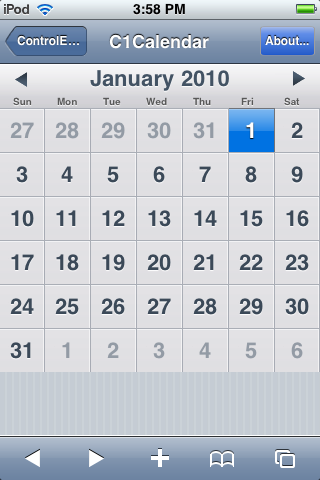 iPod 3:58 PM
ControlE... C1Calendar About...
January 2010
Sun Mon Tue Wed Thu Fri Sat
27 28 29 30 31 1 2
3 4 5 6 7 8 9
10 11 12 13 14 15 16
17 18 19 20 21 22 23
24 25 26 27 28 29 30
31 1 2 3 4 5 6